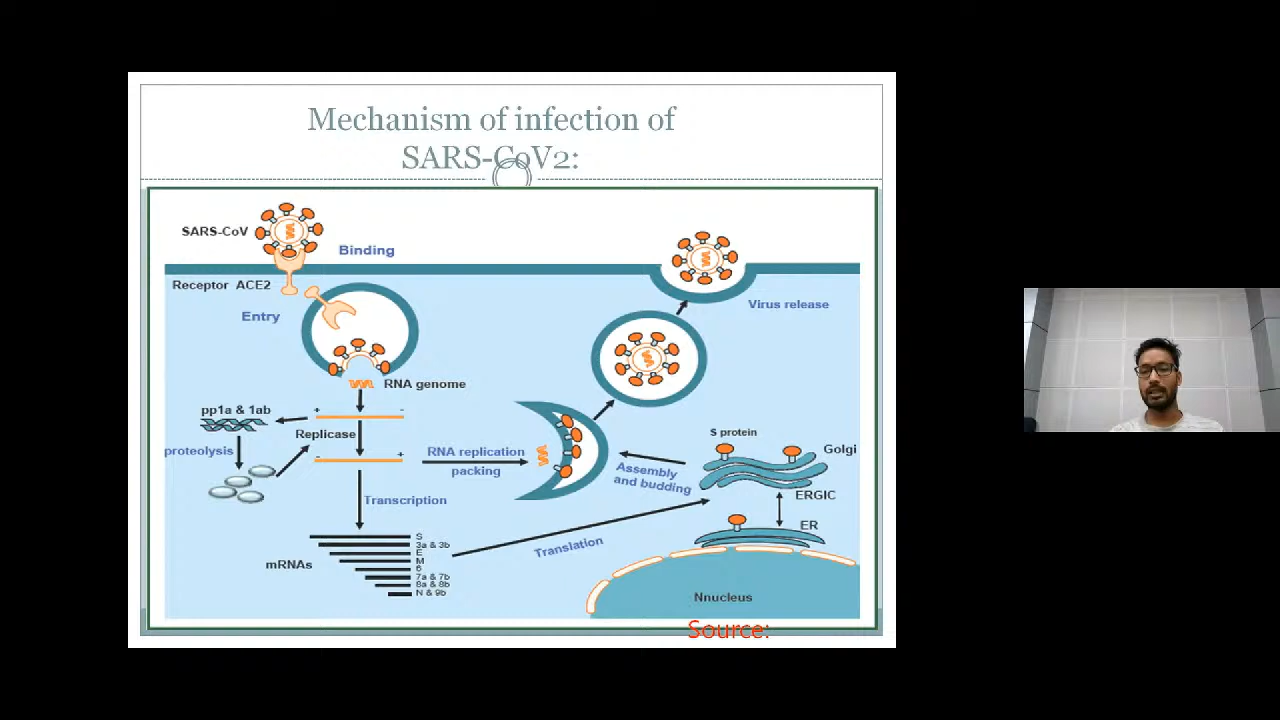 Mechanism of infection of
SARS-CoV2:
SARS-CoV
Binding
Receptor ACE2
Entry
Virus release
RNA genome
pp1a & 1ab
+ -
Replicase
proteolysis
- +
RNA replication
packing
S protein
Golgi
Assembly
and budding
ERGIC
Transcription
ER
Translation
mRNAs
S
3a & 3b
E
M
6
7a & 7b
8a & 8b
N & 9b
Nnucleus
Source: